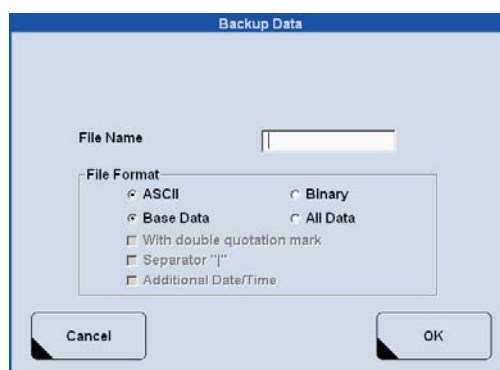 Backup Data
File Name
File Format
ASCII Binary
Base Data All Data
With double quotation mark
Separator "|"
Additional Date/Time
Cancel OK